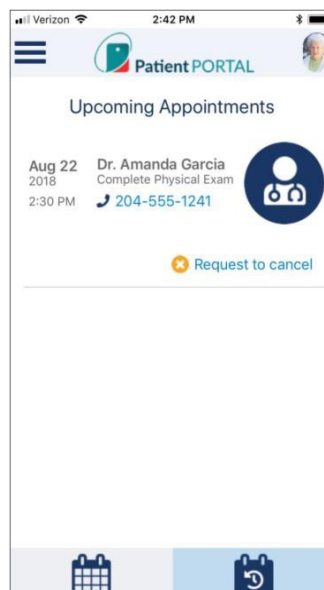 Verizon 2:42 PM
Patient PORTAL
Upcoming Appointments
Aug 22 Dr. Amanda Garcia
2018 Complete Physical Exam
2:30 PM 204-555-1241
Request to cancel